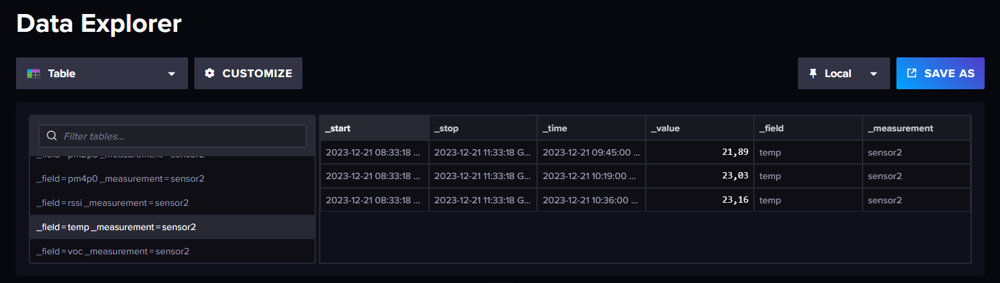 Data Explorer
Table
CUSTOMIZE
Local
SAVE AS
Filter tables...
_field=pm2p5 _measurement=sensor2
_field=pm4p0 _measurement=sensor2
_field=rssi _measurement=sensor2
_field=temp _measurement=sensor2
_field=voc _measurement=sensor2
_start _stop _time _value _field _measurement
2023-12-21 08:33:18 ... 2023-12-21 11:33:18 G... 2023-12-21 09:45:00 ... 21,89 temp sensor2
2023-12-21 08:33:18 ... 2023-12-21 11:33:18 G... 2023-12-21 10:19:00 ... 23,03 temp sensor2
2023-12-21 08:33:18 ... 2023-12-21 11:33:18 G... 2023-12-21 10:36:00 ... 23,16 temp sensor2